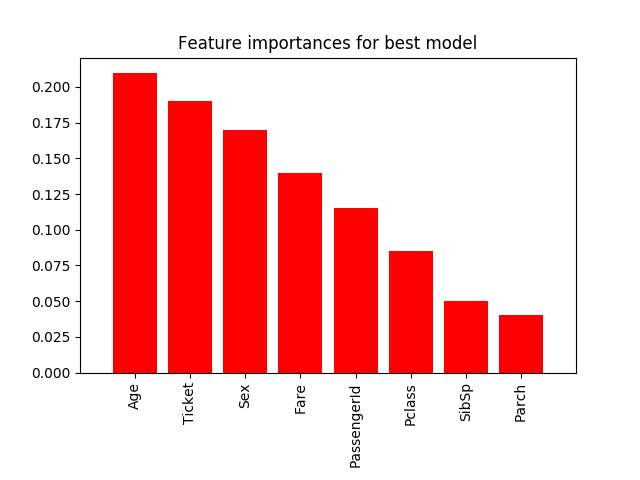 Feature importances for best model
0.200
0.175
0.150
0.125
0.100
0.075
0.050
0.025
0.000
Age
Ticket
Sex
Fare
PassengerId
Pclass
SibSp
Parch